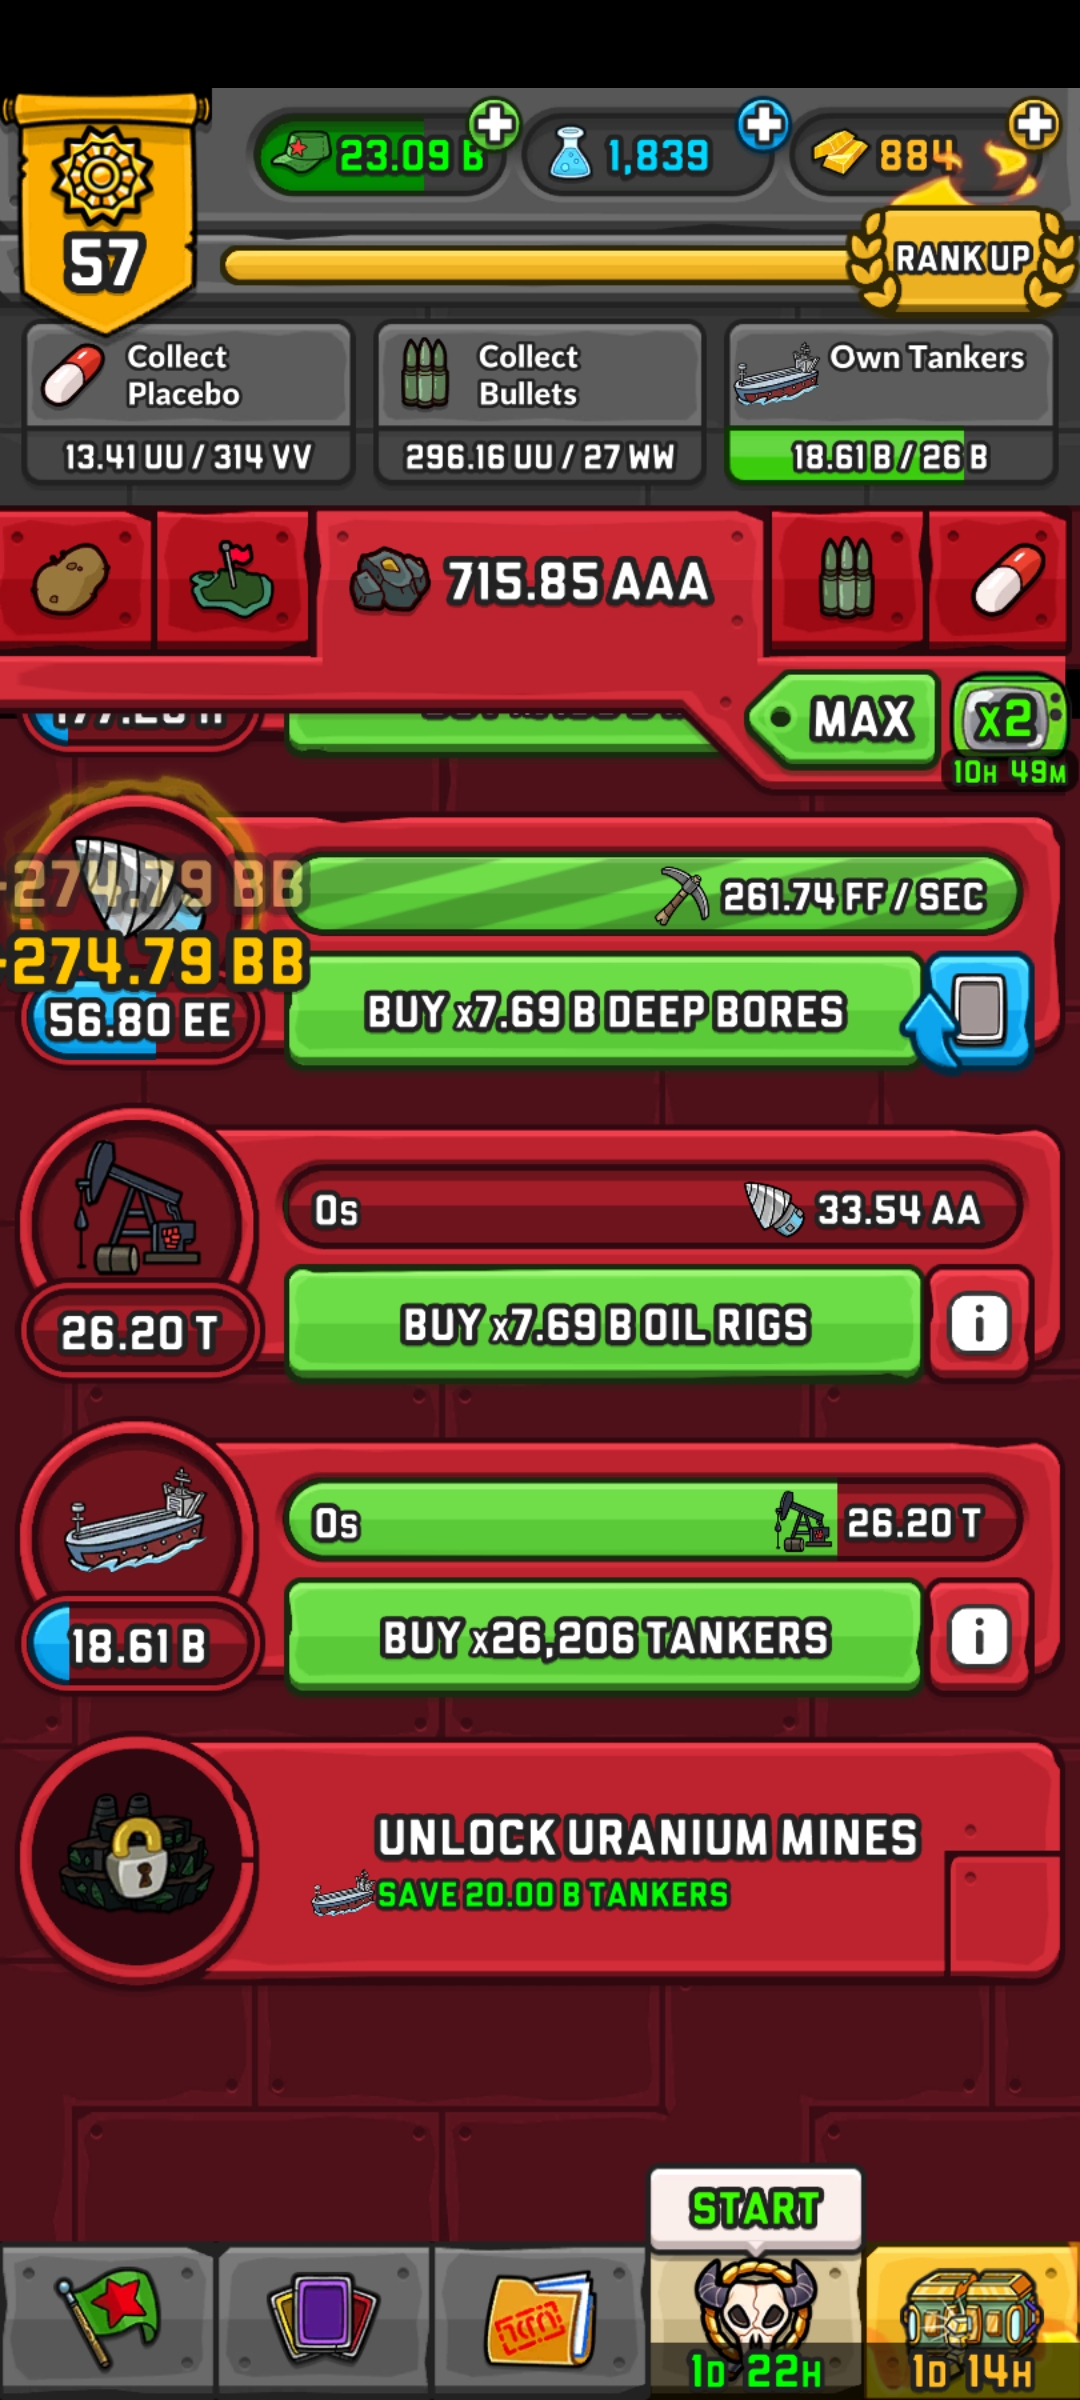 23.09 B
1,839
884
57
RANK UP
Collect
Placebo
13.41 UU / 314 VV
Collect
Bullets
296.16 UU / 27 WW
Own Tankers
18.61 B / 26 B
715.85 AAA
MAX
x2
10H 49M
-274.79 BB
-274.79 BB
261.74 FF / SEC
56.80 EE
BUY x7.69 B DEEP BORES
0s
33.54 AA
26.20 T
BUY x7.69 B OIL RIGS
i
0s
26.20 T
18.61 B
BUY x26,206 TANKERS
i
UNLOCK URANIUM MINES
SAVE 20.00 B TANKERS
START
1D 22H
1D 14H